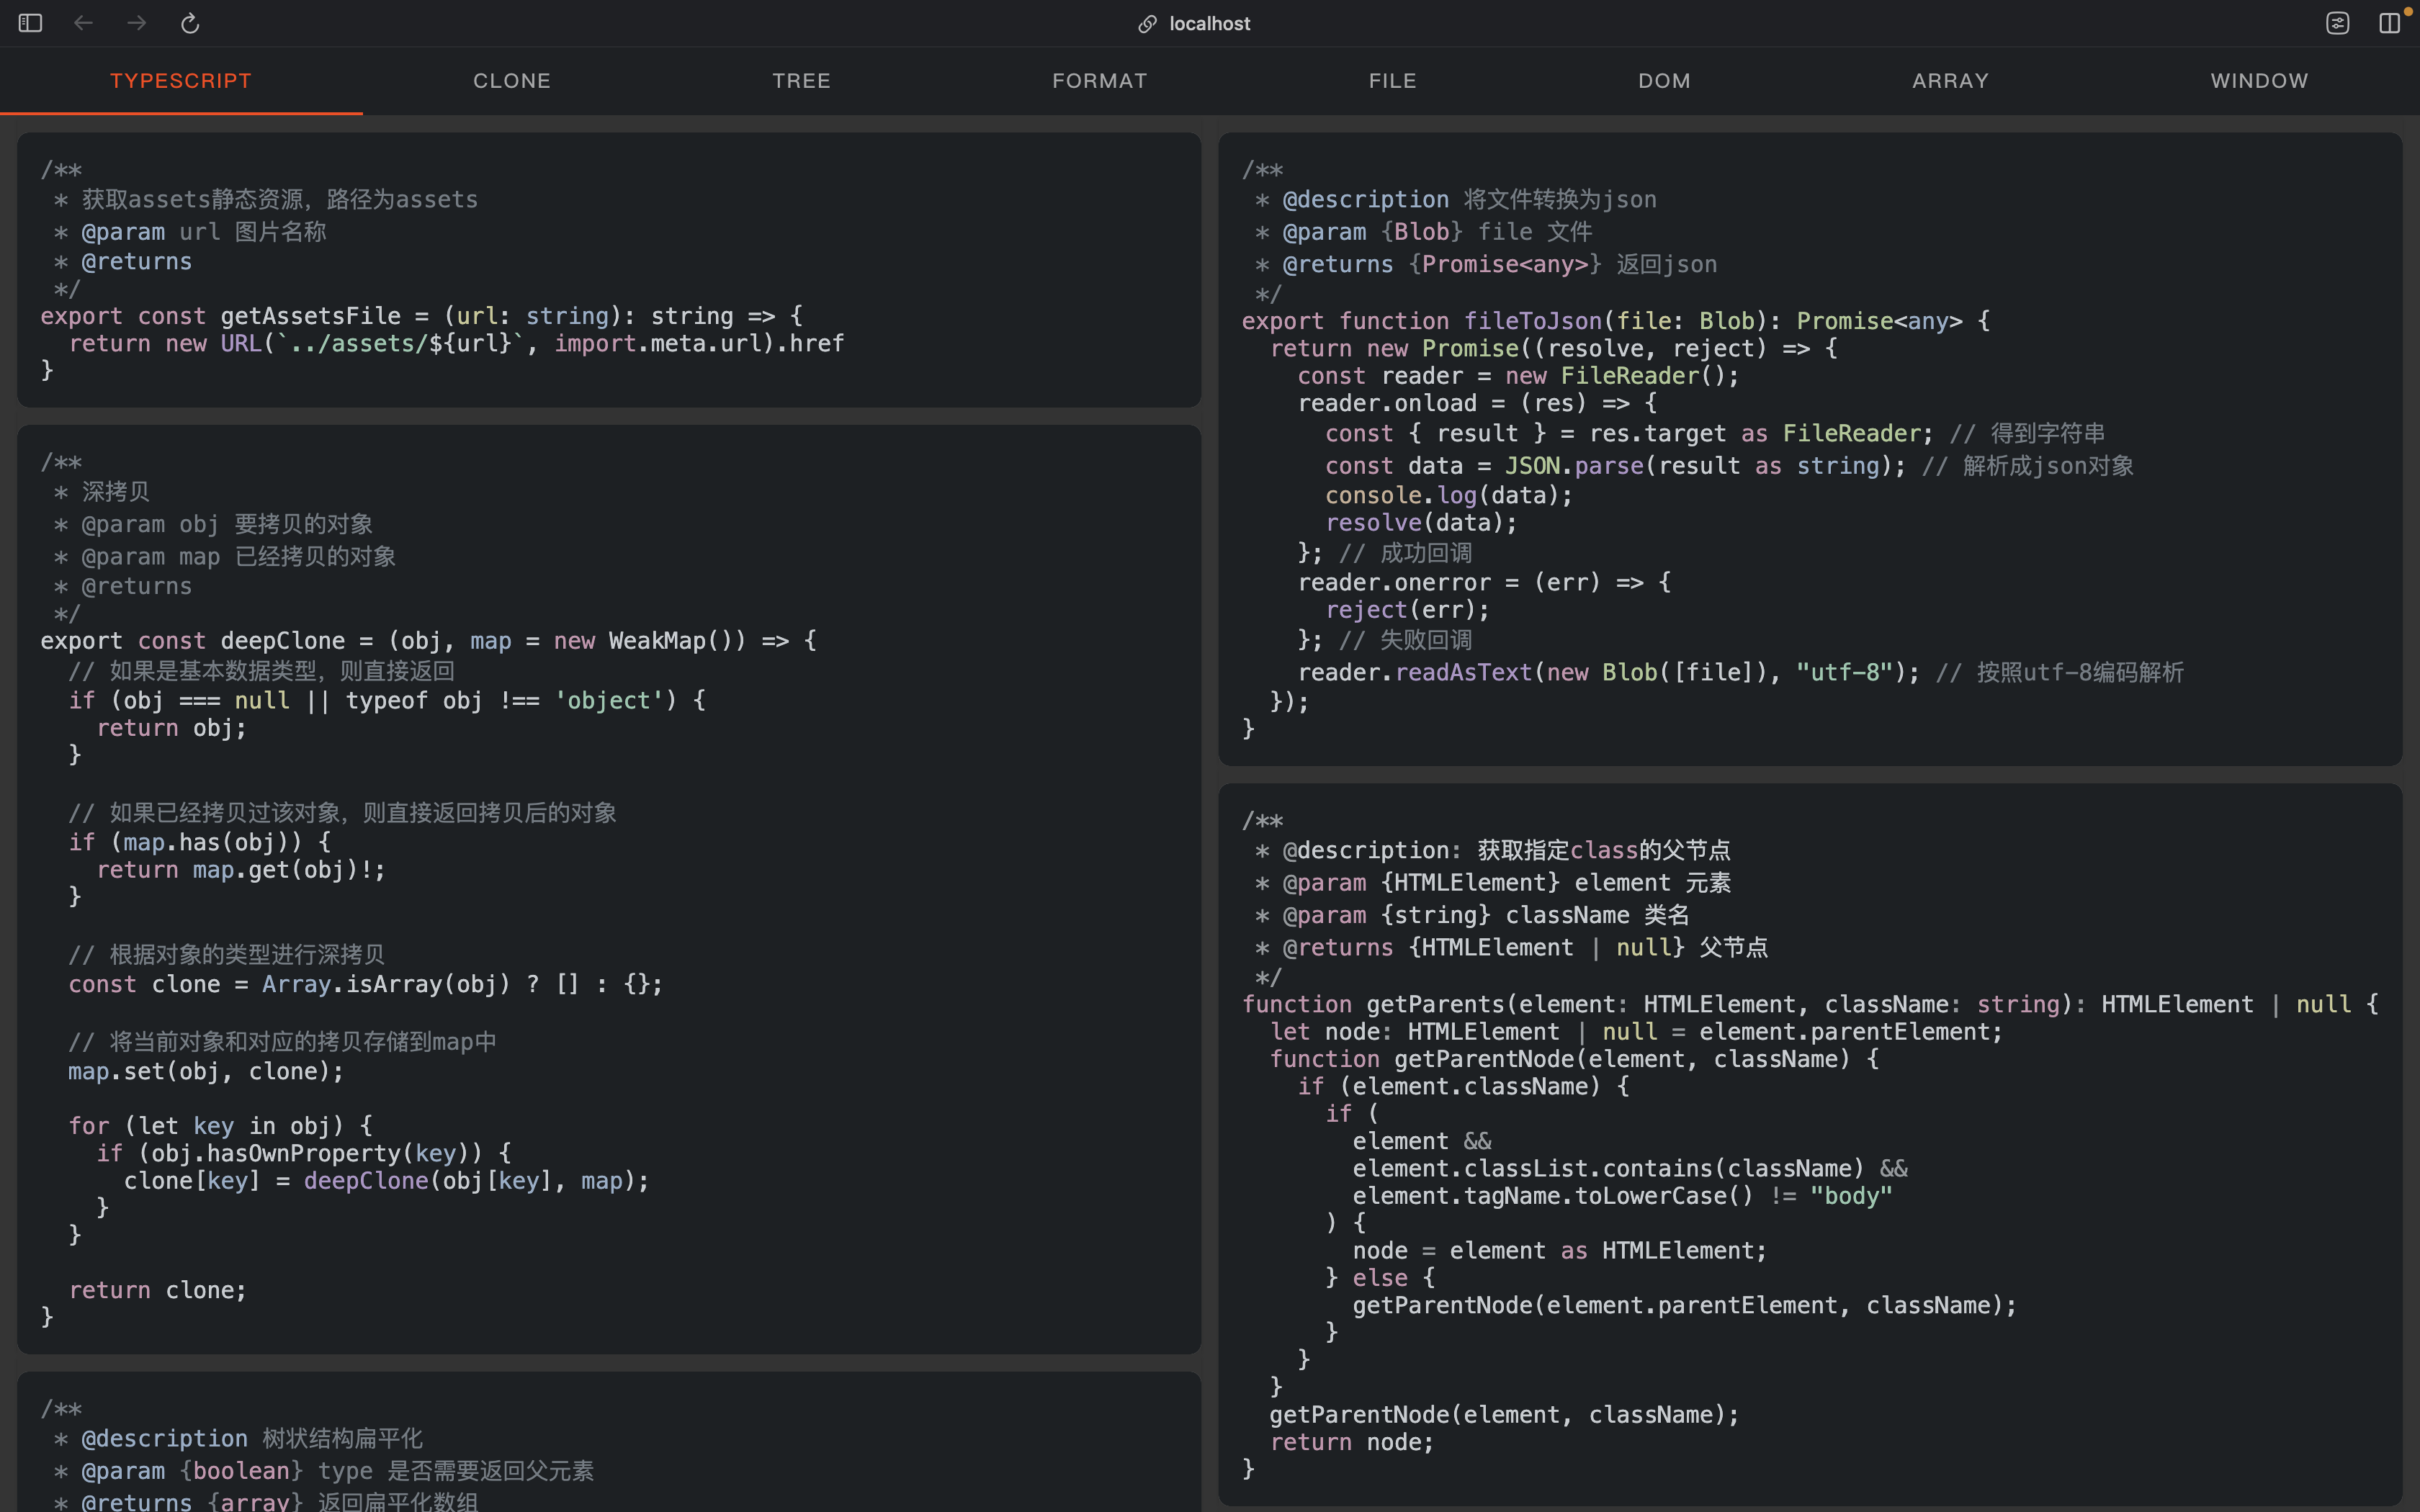 localhost
TYPESCRIPT CLONE TREE FORMAT FILE DOM ARRAY WINDOW
/**
 * 获取assets静态资源，路径为assets
 * @param url 图片名称
 * @returns
 */
export const getAssetsFile = (url: string): string => {
  return new URL(`../assets/${url}`, import.meta.url).href
}
/**
 * 深拷贝
 * @param obj 要拷贝的对象
 * @param map 已经拷贝的对象
 * @returns
 */
export const deepClone = (obj, map = new WeakMap()) => {
  // 如果是基本数据类型，则直接返回
  if (obj === null || typeof obj !== 'object') {
    return obj;
  }
  // 如果已经拷贝过该对象，则直接返回拷贝后的对象
  if (map.has(obj)) {
    return map.get(obj)!;
  }
  // 根据对象的类型进行深拷贝
  const clone = Array.isArray(obj) ? [] : {};
  // 将当前对象和对应的拷贝存储到map中
  map.set(obj, clone);
  for (let key in obj) {
    if (obj.hasOwnProperty(key)) {
      clone[key] = deepClone(obj[key], map);
    }
  }
  return clone;
}
/**
 * @description 树状结构扁平化
 * @param {boolean} type 是否需要返回父元素
 * @returns {array} 返回扁平化数组
/**
 * @description 将文件转换为json
 * @param {Blob} file 文件
 * @returns {Promise<any>} 返回json
 */
export function fileToJson(file: Blob): Promise<any> {
  return new Promise((resolve, reject) => {
    const reader = new FileReader();
    reader.onload = (res) => {
      const { result } = res.target as FileReader; // 得到字符串
      const data = JSON.parse(result as string); // 解析成json对象
      console.log(data);
      resolve(data);
    }; // 成功回调
    reader.onerror = (err) => {
      reject(err);
    }; // 失败回调
    reader.readAsText(new Blob([file]), "utf-8"); // 按照utf-8编码解析
  });
}
/**
 * @description: 获取指定class的父节点
 * @param {HTMLElement} element 元素
 * @param {string} className 类名
 * @returns {HTMLElement | null} 父节点
 */
function getParents(element: HTMLElement, className: string): HTMLElement | null {
  let node: HTMLElement | null = element.parentElement;
  function getParentNode(element, className) {
    if (element.className) {
      if (
        element &&
        element.classList.contains(className) &&
        element.tagName.toLowerCase() != "body"
      ) {
        node = element as HTMLElement;
      } else {
        getParentNode(element.parentElement, className);
      }
    }
  }
  getParentNode(element, className);
  return node;
}